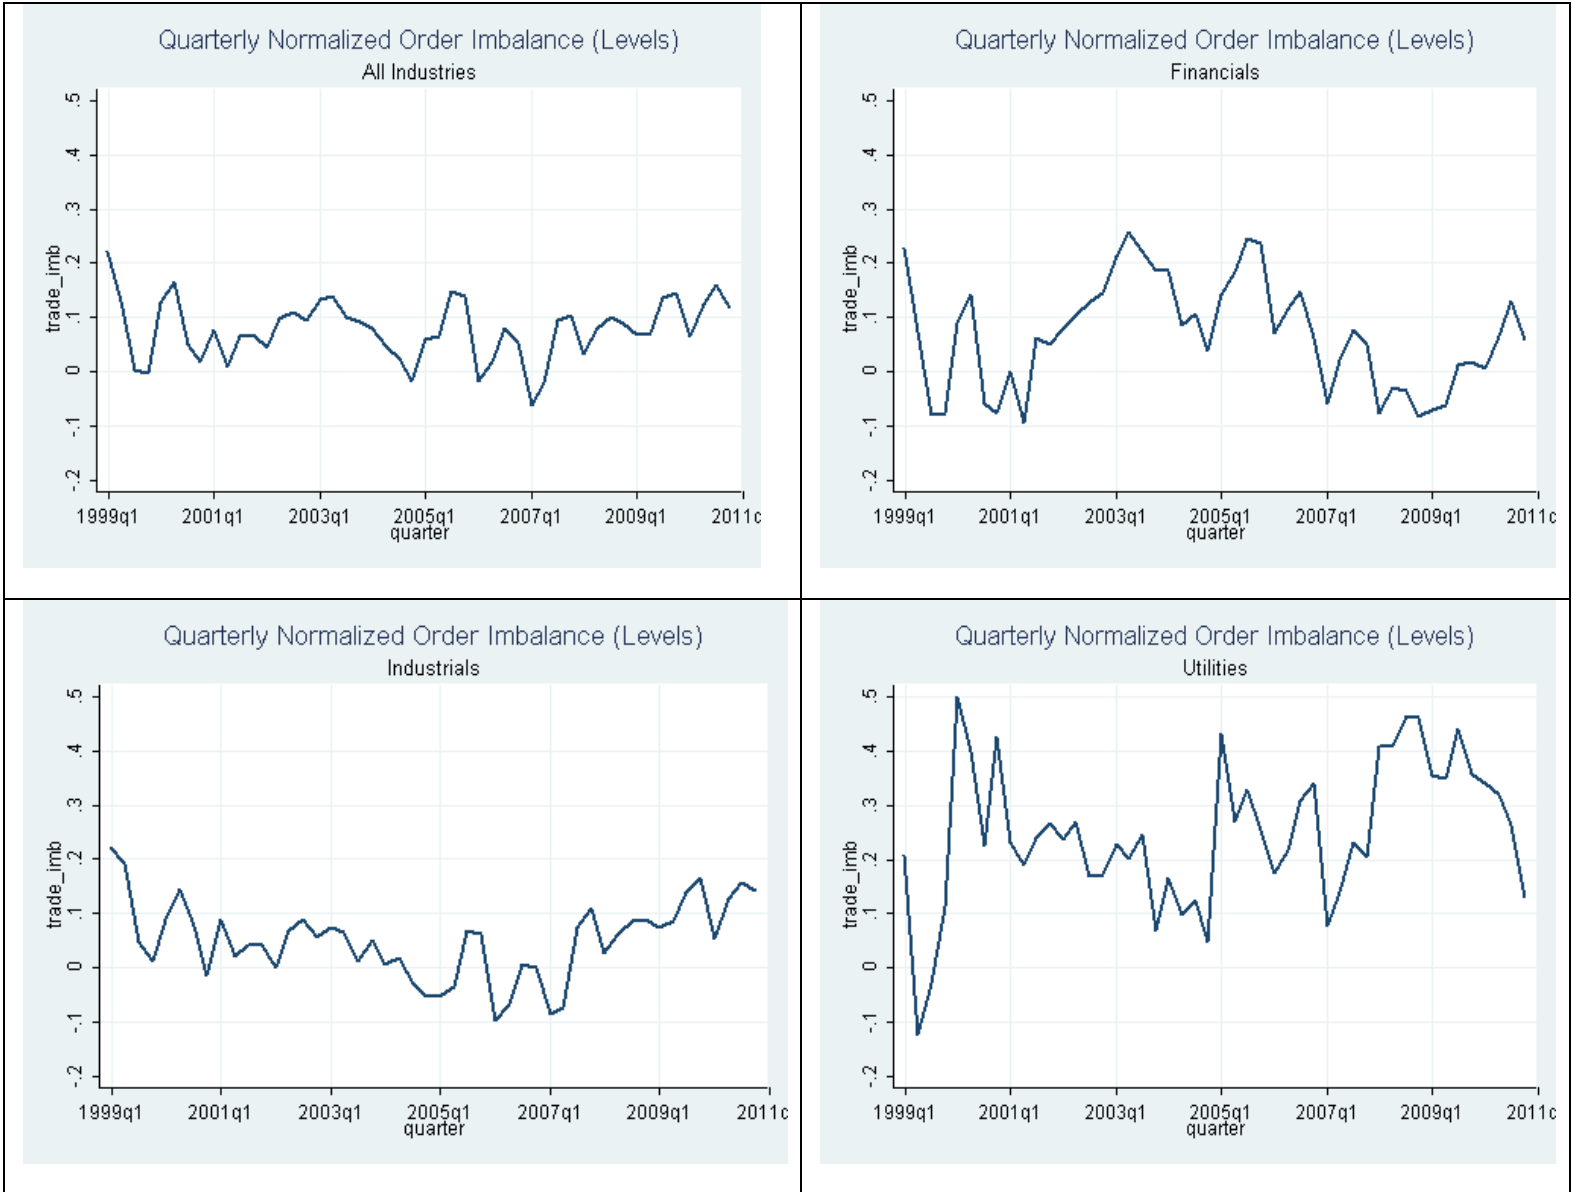 Quarterly Normalized Order Imbalance (Levels)
All Industries
trade_imb
.5
.4
.3
.2
.1
0
-.1
-.2
1999q1 2001q1 2003q1 2005q1 2007q1 2009q1 2011c
quarter
Quarterly Normalized Order Imbalance (Levels)
Financials
trade_imb
.5
.4
.3
.2
.1
0
-.1
-.2
1999q1 2001q1 2003q1 2005q1 2007q1 2009q1 2011c
quarter
Quarterly Normalized Order Imbalance (Levels)
Industrials
trade_imb
.5
.4
.3
.2
.1
0
-.1
-.2
1999q1 2001q1 2003q1 2005q1 2007q1 2009q1 2011c
quarter
Quarterly Normalized Order Imbalance (Levels)
Utilities
trade_imb
.5
.4
.3
.2
.1
0
-.1
-.2
1999q1 2001q1 2003q1 2005q1 2007q1 2009q1 2011c
quarter